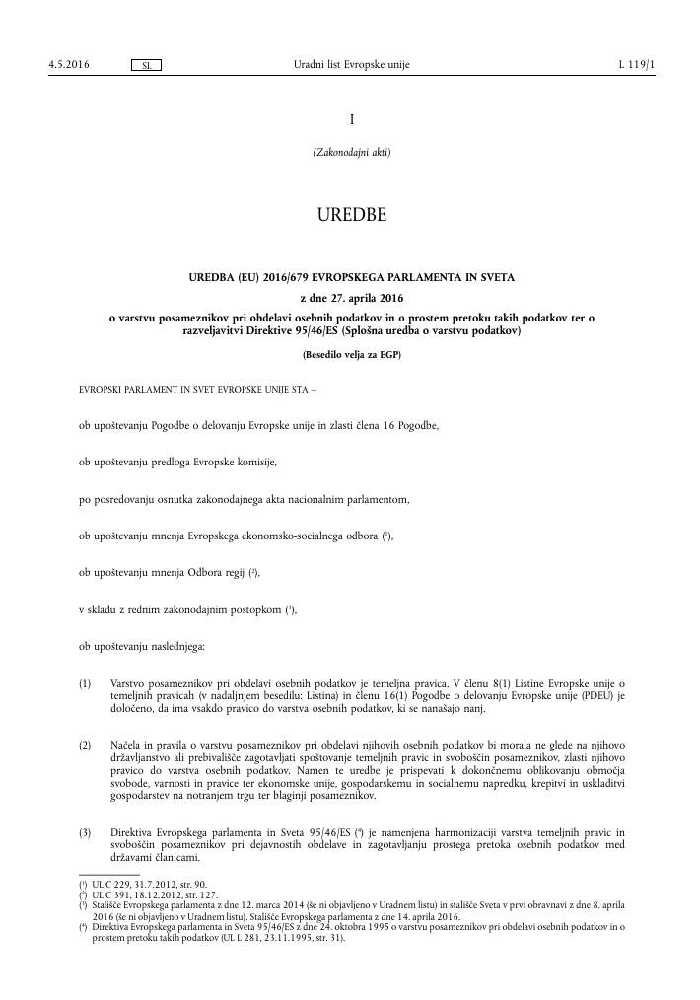 4.5.2016 SL Uradni list Evropske unije L 119/1
I
(Zakonodajni akti)
UREDBE
UREDBA (EU) 2016/679 EVROPSKEGA PARLAMENTA IN SVETA
z dne 27. aprila 2016
o varstvu posameznikov pri obdelavi osebnih podatkov in o prostem pretoku takih podatkov ter o
razveljavitvi Direktive 95/46/ES (Splošna uredba o varstvu podatkov)
(Besedilo velja za EGP)
EVROPSKI PARLAMENT IN SVET EVROPSKE UNIJE STA –
ob upoštevanju Pogodbe o delovanju Evropske unije in zlasti člena 16 Pogodbe,
ob upoštevanju predloga Evropske komisije,
po posredovanju osnutka zakonodajnega akta nacionalnim parlamentom,
ob upoštevanju mnenja Evropskega ekonomsko-socialnega odbora (¹),
ob upoštevanju mnenja Odbora regij (²),
v skladu z rednim zakonodajnim postopkom (³),
ob upoštevanju naslednjega:
(1) Varstvo posameznikov pri obdelavi osebnih podatkov je temeljna pravica. V členu 8(1) Listine Evropske unije o
temeljnih pravicah (v nadaljnjem besedilu: Listina) in členu 16(1) Pogodbe o delovanju Evropske unije (PDEU) je
določeno, da ima vsakdo pravico do varstva osebnih podatkov, ki se nanašajo nanj.
(2) Načela in pravila o varstvu posameznikov pri obdelavi njihovih osebnih podatkov bi morala ne glede na njihovo
državljanstvo ali prebivališče zagotavljati spoštovanje temeljnih pravic in svoboščin posameznikov, zlasti njihovo
pravico do varstva osebnih podatkov. Namen te uredbe je prispevati k dokončnemu oblikovanju območja
svobode, varnosti in pravice ter ekonomske unije, gospodarskemu in socialnemu napredku, krepitvi in uskladitvi
gospodarstev na notranjem trgu ter blaginji posameznikov.
(3) Direktiva Evropskega parlamenta in Sveta 95/46/ES (⁴) je namenjena harmonizaciji varstva temeljnih pravic in
svoboščin posameznikov pri dejavnostih obdelave in zagotavljanju prostega pretoka osebnih podatkov med
državami članicami.
(¹) UL C 229, 31.7.2012, str. 90.
(²) UL C 391, 18.12.2012, str. 127.
(³) Stališče Evropskega parlamenta z dne 12. marca 2014 (še ni objavljeno v Uradnem listu) in stališče Sveta v prvi obravnavi z dne 8. aprila
2016 (še ni objavljeno v Uradnem listu). Stališče Evropskega parlamenta z dne 14. aprila 2016.
(⁴) Direktiva Evropskega parlamenta in Sveta 95/46/ES z dne 24. oktobra 1995 o varstvu posameznikov pri obdelavi osebnih podatkov in o
prostem pretoku takih podatkov (UL L 281, 23.11.1995, str. 31).